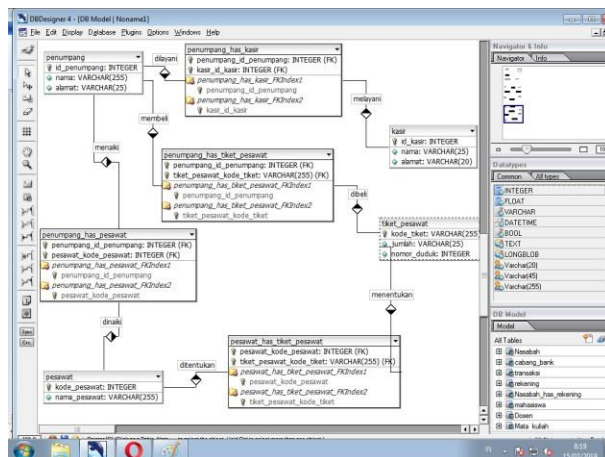 DBDesigner 4 - [DB Model | Noname1]
File Edit Display Database Plugins Options Windows Help
penumpang
id_penumpang: INTEGER
nama: VARCHAR(255)
alamat: VARCHAR(25)
dilayani
penumpang_has_kasir
penumpang_id_penumpang: INTEGER (FK)
kasir_id_kasir: INTEGER (FK)
penumpang_has_kasir_FKIndex1
penumpang_id_penumpang
penumpang_has_kasir_FKIndex2
kasir_id_kasir
melayani
kasir
id_kasir: INTEGER
nama: VARCHAR(25)
alamat: VARCHAR(20)
membeli
menaiki
penumpang_has_tiket_pesawat
penumpang_id_penumpang: INTEGER (FK)
tiket_pesawat_kode_tiket: VARCHAR(255) (FK)
penumpang_has_tiket_pesawat_FKIndex1
penumpang_id_penumpang
penumpang_has_tiket_pesawat_FKIndex2
tiket_pesawat_kode_tiket
dibeli
tiket_pesawat
kode_tiket: VARCHAR(255)
jumlah: VARCHAR(25)
nomor_duduk: INTEGER
penumpang_has_pesawat
penumpang_id_penumpang: INTEGER (FK)
pesawat_kode_pesawat: INTEGER (FK)
penumpang_has_pesawat_FKIndex1
penumpang_id_penumpang
penumpang_has_pesawat_FKIndex2
pesawat_kode_pesawat
menentukan
dinaiki
ditentukan
pesawat_has_tiket_pesawat
pesawat_kode_pesawat: INTEGER (FK)
tiket_pesawat_kode_tiket: VARCHAR(255) (FK)
pesawat_has_tiket_pesawat_FKIndex1
pesawat_kode_pesawat
pesawat_has_tiket_pesawat_FKIndex2
tiket_pesawat_kode_tiket
pesawat
kode_pesawat: INTEGER
nama_pesawat: VARCHAR(255)
Navigator & Info
Navigator Info
Datatypes
Common All types
INTEGER
FLOAT
VARCHAR
DATETIME
BOOL
TEXT
LONGBLOB
Varchar(20)
Varchar(45)
Varchar(255)
DB Model
Model
All Tables
Nasabah
cabang_bank
transaksi
rekening
Nasabah_has_rekening
mahasiswa
Dosen
Mata_kuliah
Sync
IN
8:19
15/01/2019